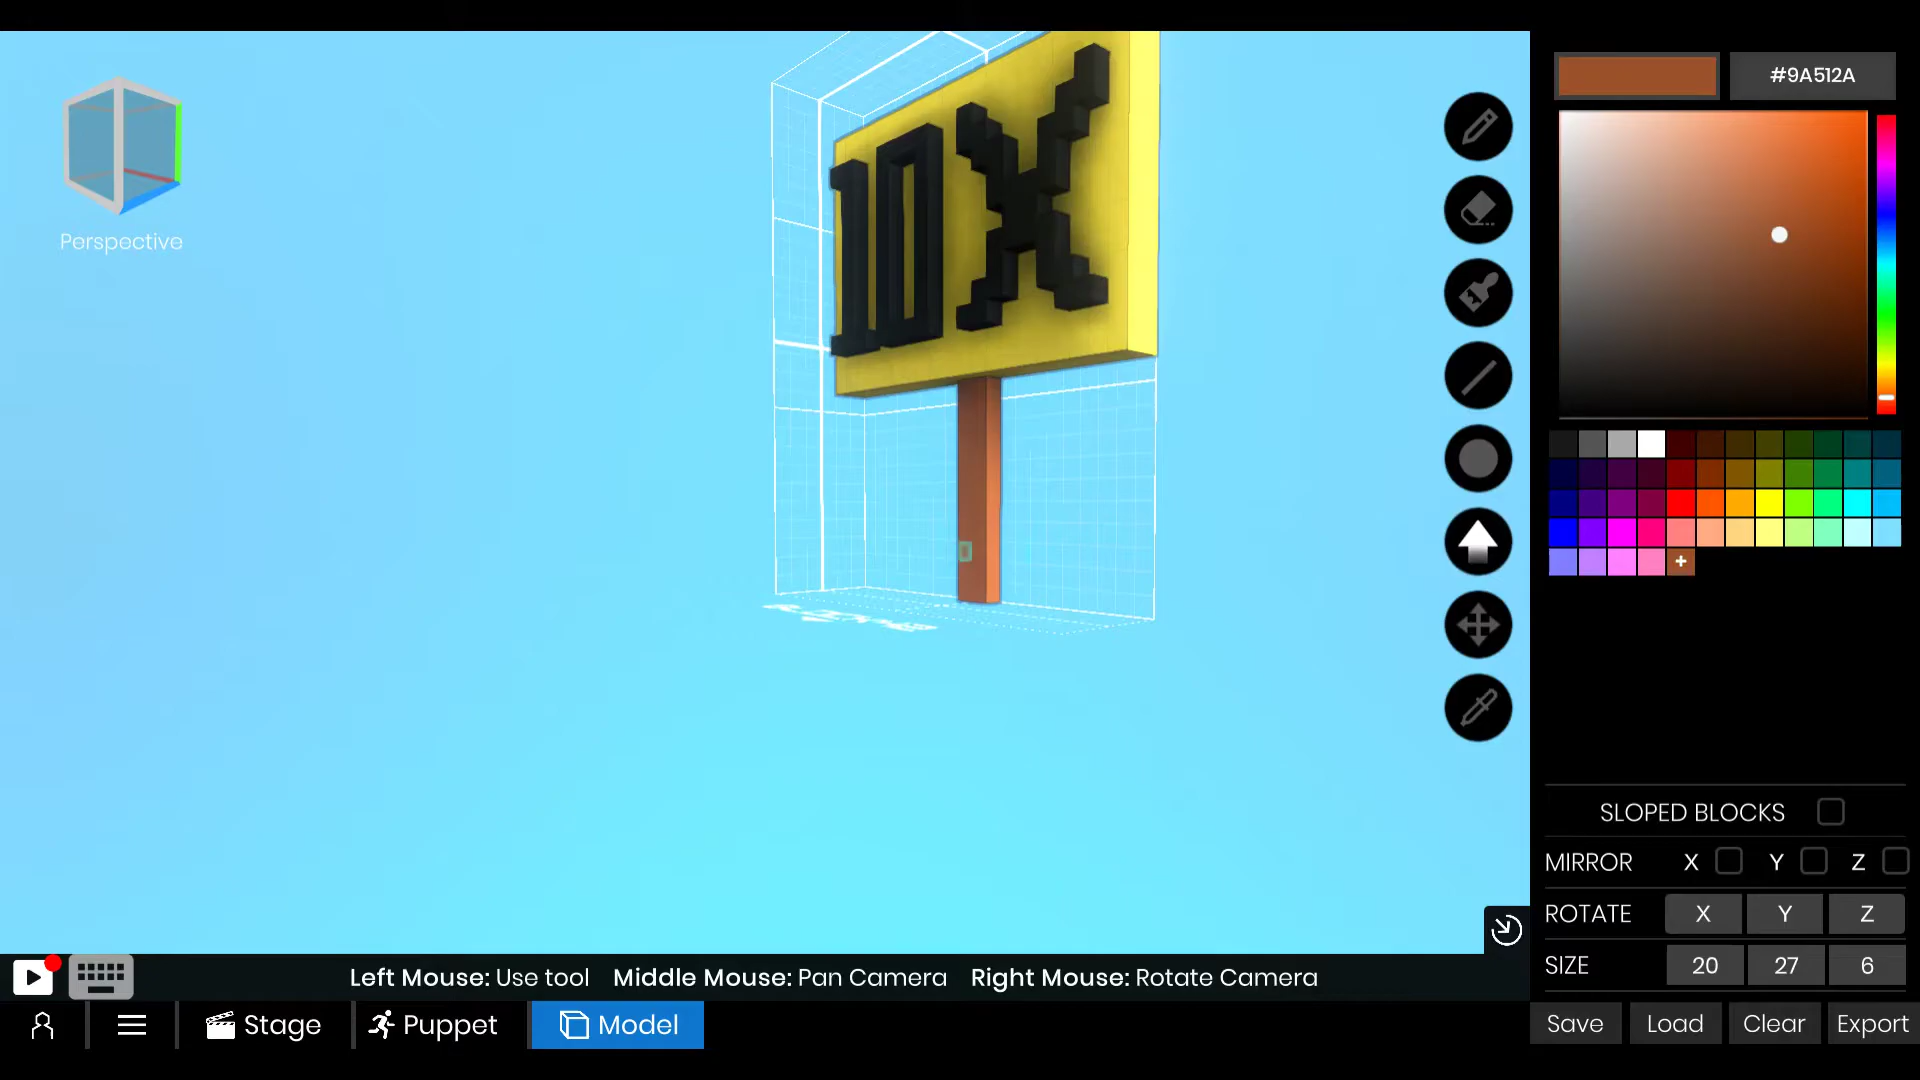 #9A512A
10X
Perspective
SLOPED BLOCKS
MIRROR X Y Z
ROTATE X Y Z
SIZE 20 27 6
Left Mouse: Use tool Middle Mouse: Pan Camera Right Mouse: Rotate Camera
Stage Puppet Model Save Load Clear Export